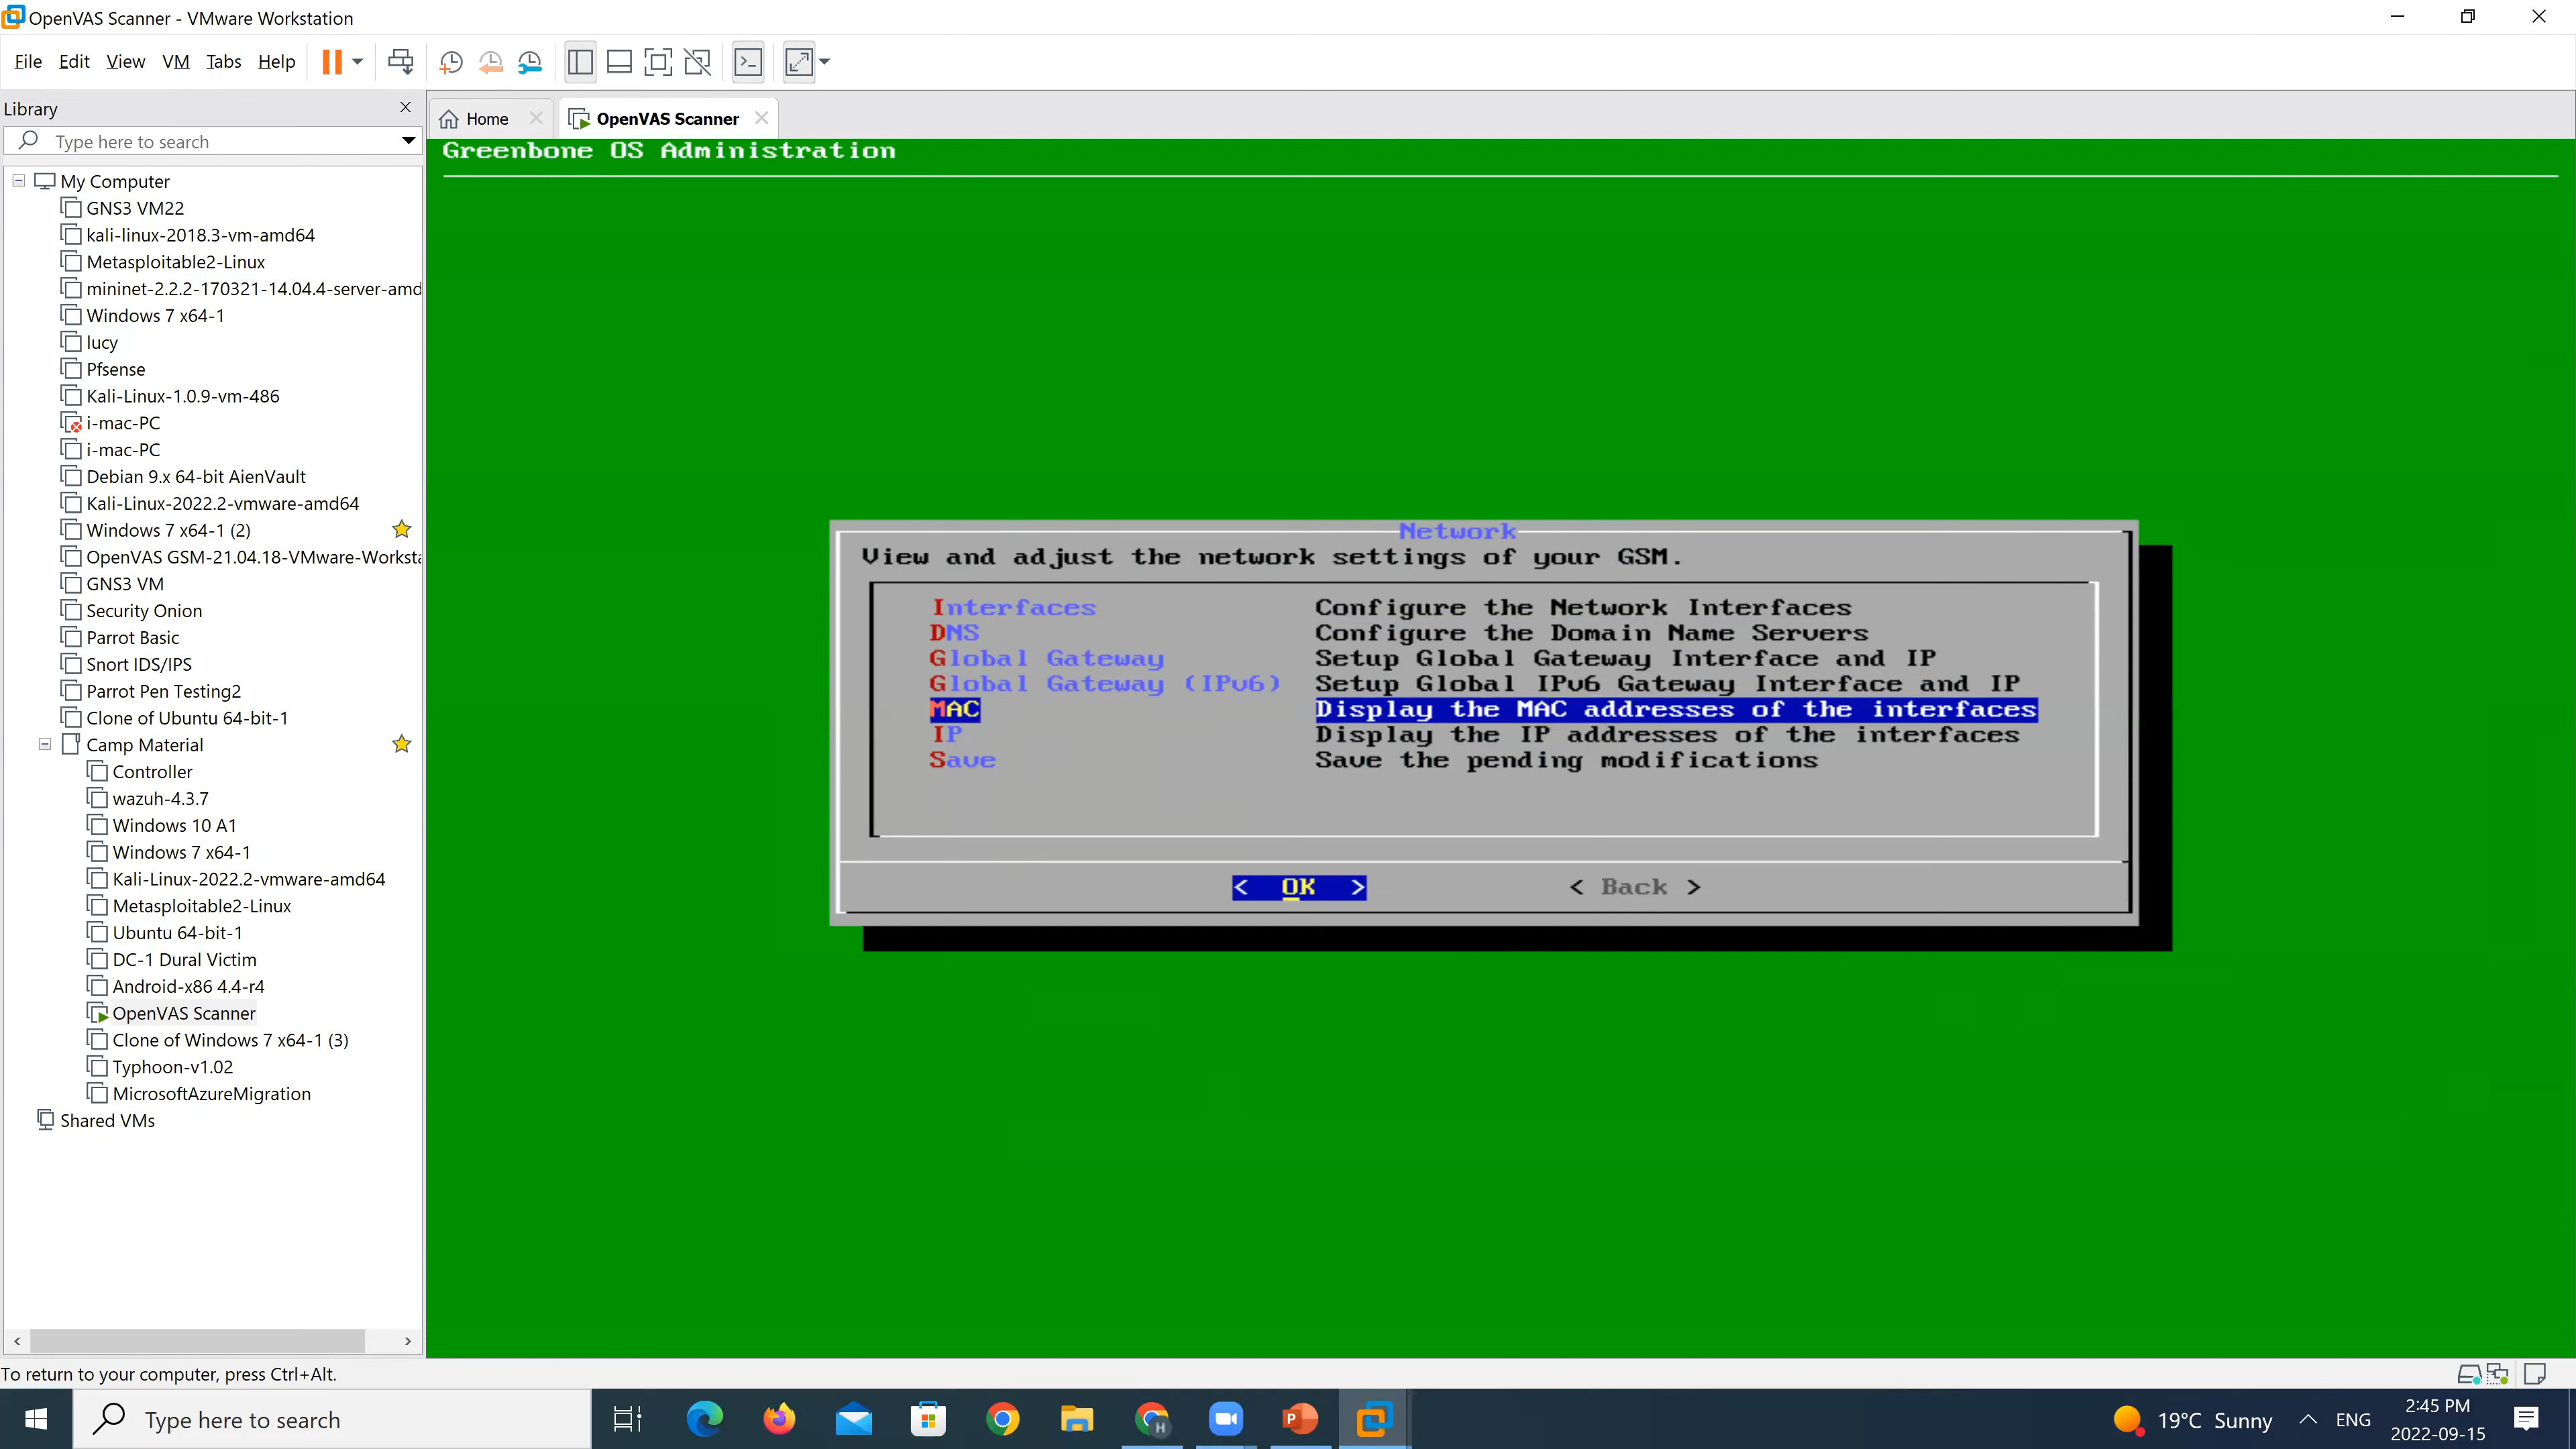 OpenVAS Scanner - VMware Workstation
File Edit View VM Tabs Help
Library
Type here to search
My Computer
GNS3 VM22
kali-linux-2018.3-vm-amd64
Metasploitable2-Linux
mininet-2.2.2-170321-14.04.4-server-amd
Windows 7 x64-1
lucy
Pfsense
Kali-Linux-1.0.9-vm-486
i-mac-PC
i-mac-PC
Debian 9.x 64-bit AienVault
Kali-Linux-2022.2-vmware-amd64
Windows 7 x64-1 (2)
OpenVAS GSM-21.04.18-VMware-Worksta
GNS3 VM
Security Onion
Parrot Basic
Snort IDS/IPS
Parrot Pen Testing2
Clone of Ubuntu 64-bit-1
Camp Material
Controller
wazuh-4.3.7
Windows 10 A1
Windows 7 x64-1
Kali-Linux-2022.2-vmware-amd64
Metasploitable2-Linux
Ubuntu 64-bit-1
DC-1 Dural Victim
Android-x86 4.4-r4
OpenVAS Scanner
Clone of Windows 7 x64-1 (3)
Typhoon-v1.02
MicrosoftAzureMigration
Shared VMs
Home OpenVAS Scanner
Greenbone OS Administration
Network
View and adjust the network settings of your GSM.
Interfaces Configure the Network Interfaces
DNS Configure the Domain Name Servers
Global Gateway Setup Global Gateway Interface and IP
Global Gateway (IPv6) Setup Global IPv6 Gateway Interface and IP
MAC Display the MAC addresses of the interfaces
IP Display the IP addresses of the interfaces
Save Save the pending modifications
< OK > < Back >
To return to your computer, press Ctrl+Alt.
Type here to search
19°C Sunny
ENG
2:45 PM
2022-09-15